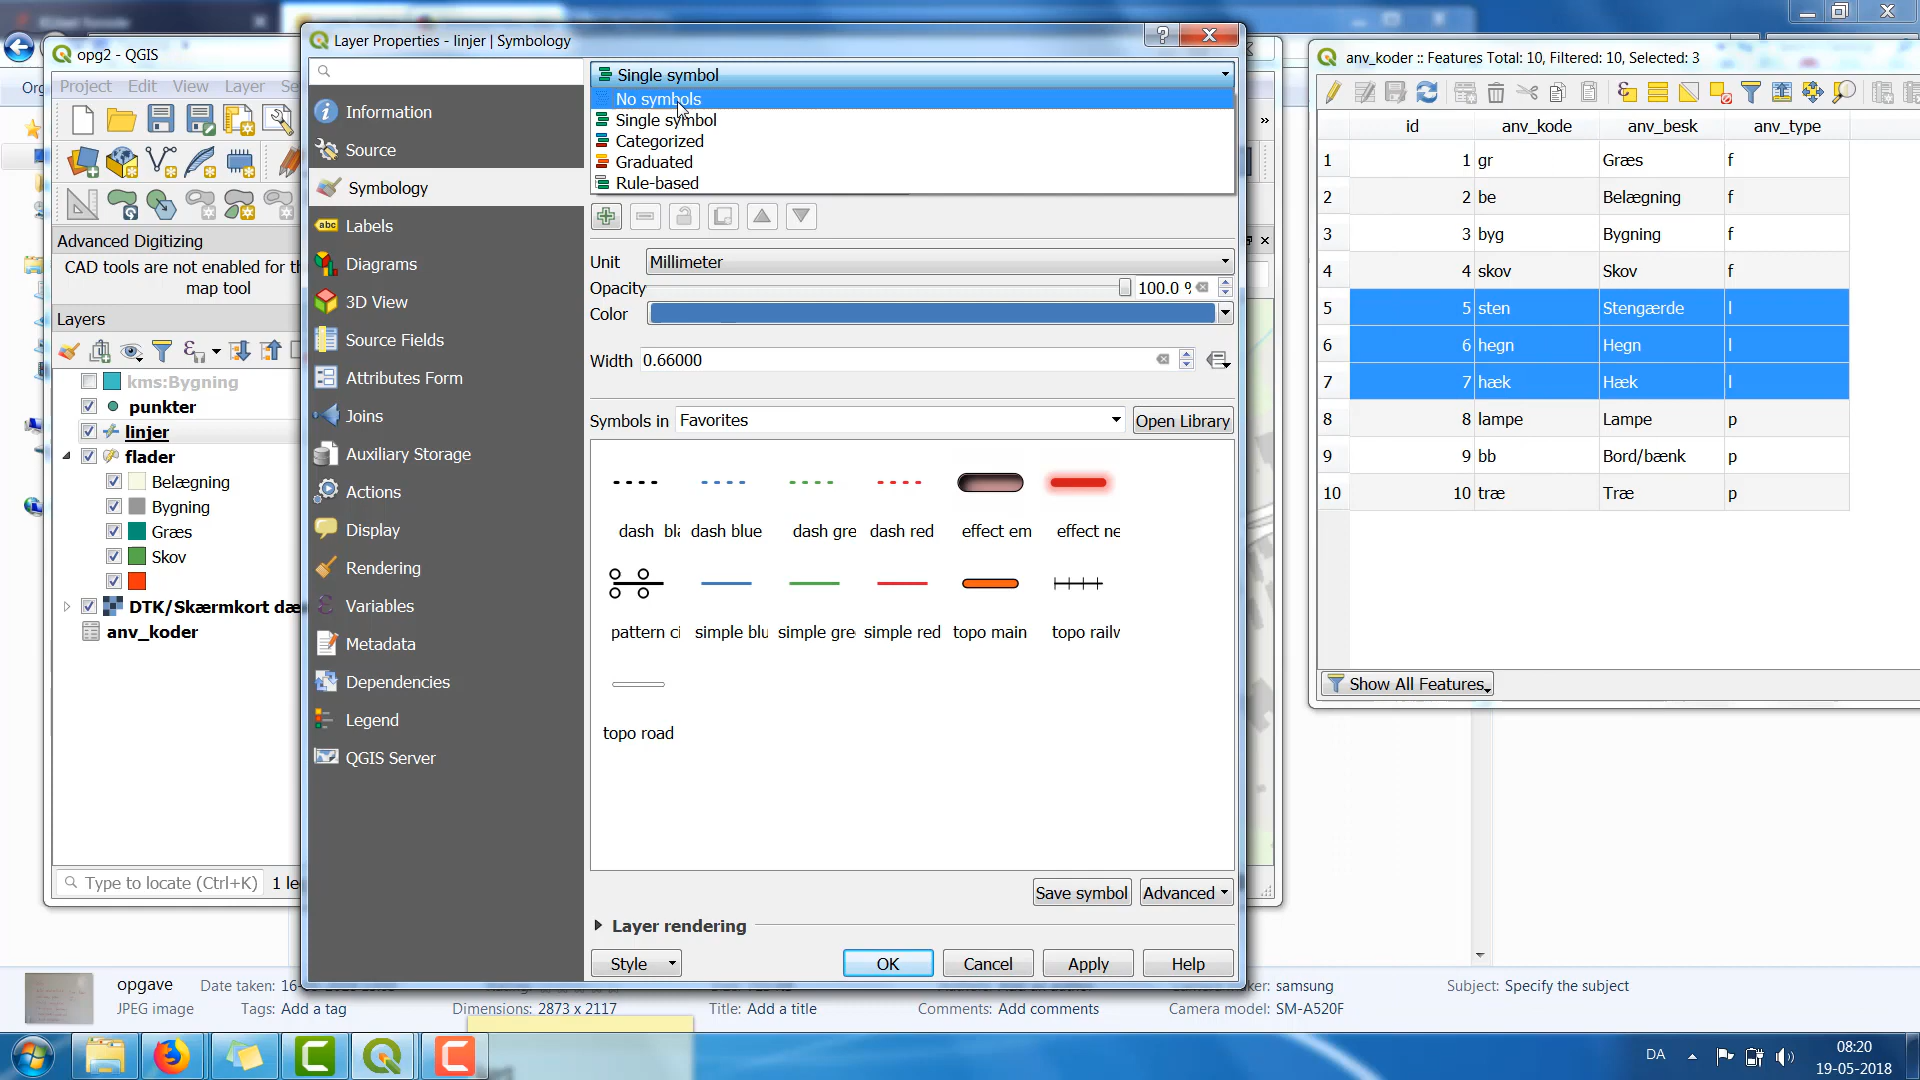 opg2 - QGIS
Project Edit View Layer Se
Advanced Digitizing
CAD tools are not enabled for th
map tool
Layers
kms:Bygning
punkter
linjer
flader
Belægning
Bygning
Græs
Skov
DTK/Skærmkort dæ
anv_koder
Type to locate (Ctrl+K) 1 le
Layer Properties - linjer | Symbology
Information
Source
Symbology
Labels
Diagrams
3D View
Source Fields
Attributes Form
Joins
Auxiliary Storage
Actions
Display
Rendering
Variables
Metadata
Dependencies
Legend
QGIS Server
Single symbol
No symbols
Single symbol
Categorized
Graduated
Rule-based
Unit Millimeter
Opacity 100.0 %
Color
Width 0.66000
Symbols in Favorites Open Library
dash bla dash blue dash gre dash red effect em effect ne
pattern ci simple blu simple gre simple red topo main topo railw
topo road
Save symbol Advanced
Layer rendering
Style OK Cancel Apply Help
anv_koder :: Features Total: 10, Filtered: 10, Selected: 3
id anv_kode anv_besk anv_type
1 1 gr Græs f
2 2 be Belægning f
3 3 byg Bygning f
4 4 skov Skov f
5 5 sten Stengærde l
6 6 hegn Hegn l
7 7 hæk Hæk l
8 8 lampe Lampe p
9 9 bb Bord/bænk p
10 10 træ Træ p
Show All Features
opgave Date taken: 16- samsung Subject: Specify the subject
JPEG image Tags: Add a tag Dimensions: 2873 x 2117 Title: Add a title Comments: Add comments Camera model: SM-A520F
DA 08:20
19-05-2018